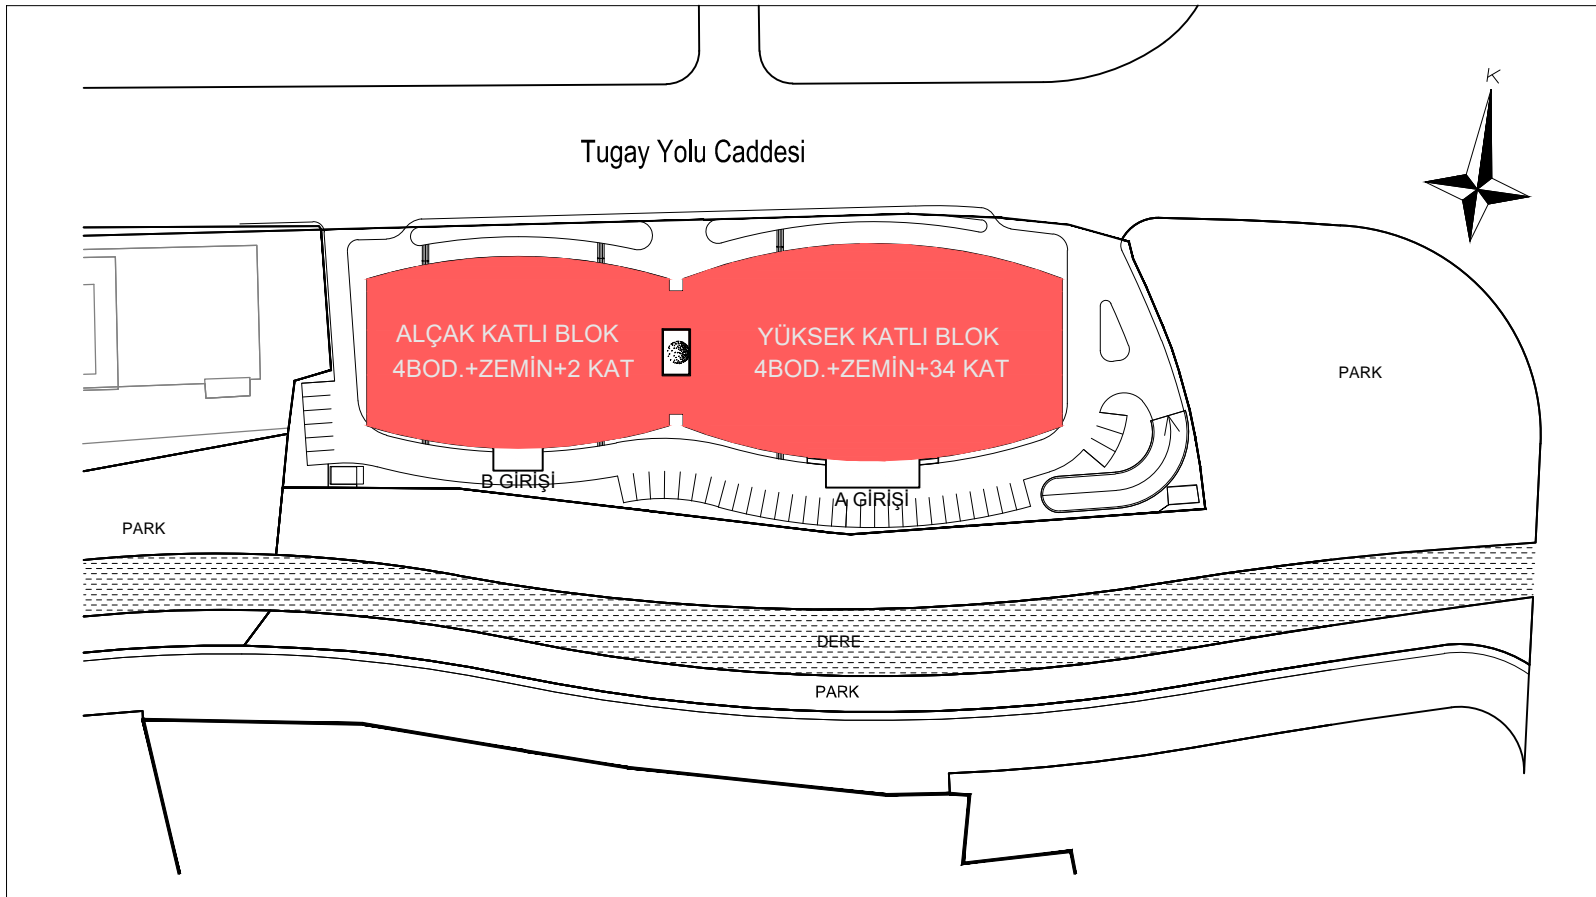 K
Tugay Yolu Caddesi
ALÇAK KATLI BLOK
4BOD.+ZEMİN+2 KAT
YÜKSEK KATLI BLOK
4BOD.+ZEMİN+34 KAT
PARK
B GİRİŞİ
A GİRİŞİ
PARK
DERE
PARK